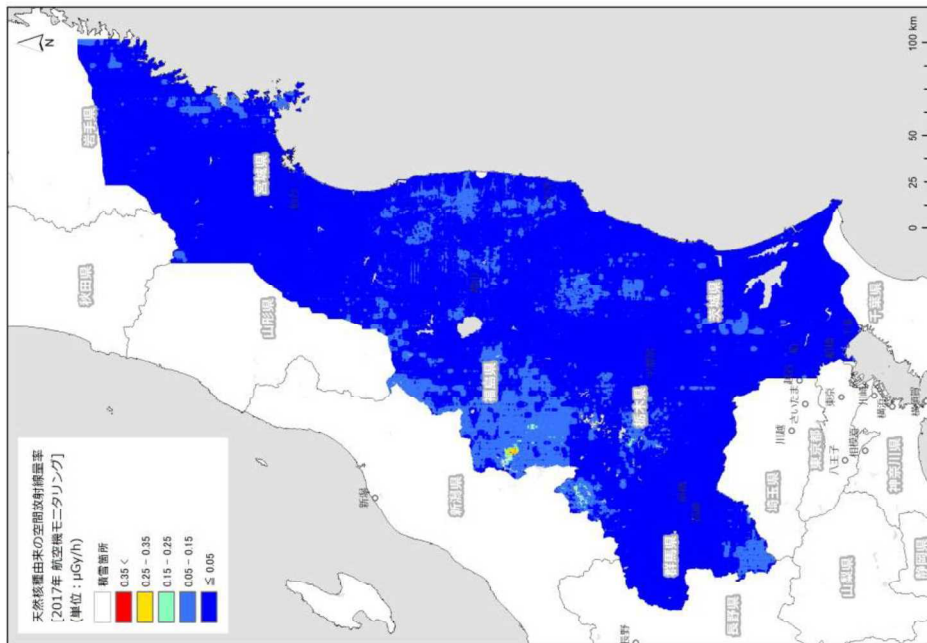 天然核種由来の空間放射線量率
[2017年 航空機モニタリング]
(単位:μGy/h)
積雪箇所
0.35 <
0.25 - 0.35
0.15 - 0.25
0.05 - 0.15
≦ 0.05
N
秋田県
岩手県
山形県
宮城県
新潟
新潟県
福島県
栃木県
群馬県
茨城県
長野
長野県
埼玉県
川越
さいたま
東京都
東京
八王子
千葉県
川崎
横浜
相模原
横須賀
神奈川県
山梨県
静岡県
0 25 50 100 km